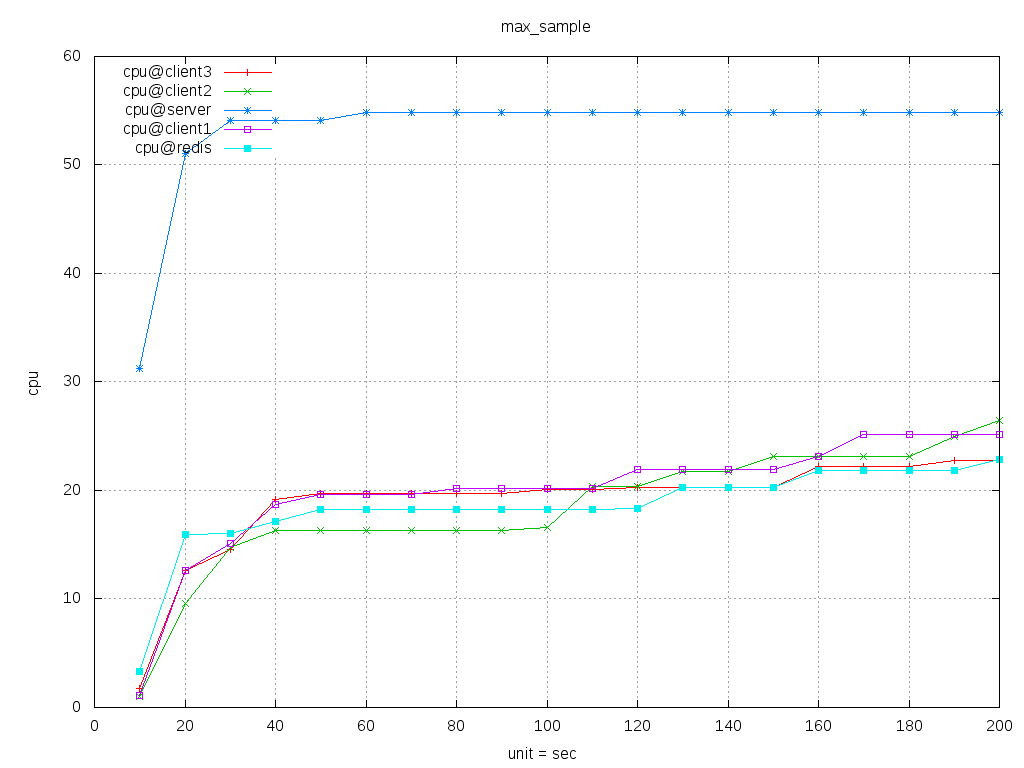 max_sample
60
50
40
30
20
10
0
cpu
cpu@client3
cpu@client2
cpu@server
cpu@client1
cpu@redis
0 20 40 60 80 100 120 140 160 180 200
unit = sec